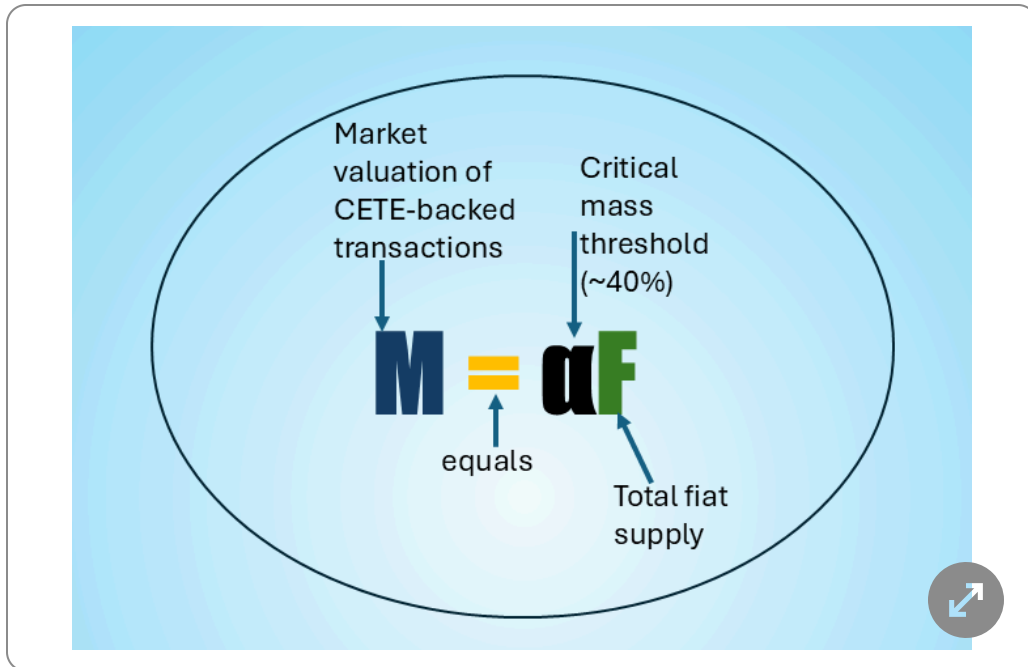 Market
valuation of
CETE-backed
transactions
Critical
mass
threshold
(~40%)
M = αF
equals
Total fiat
supply